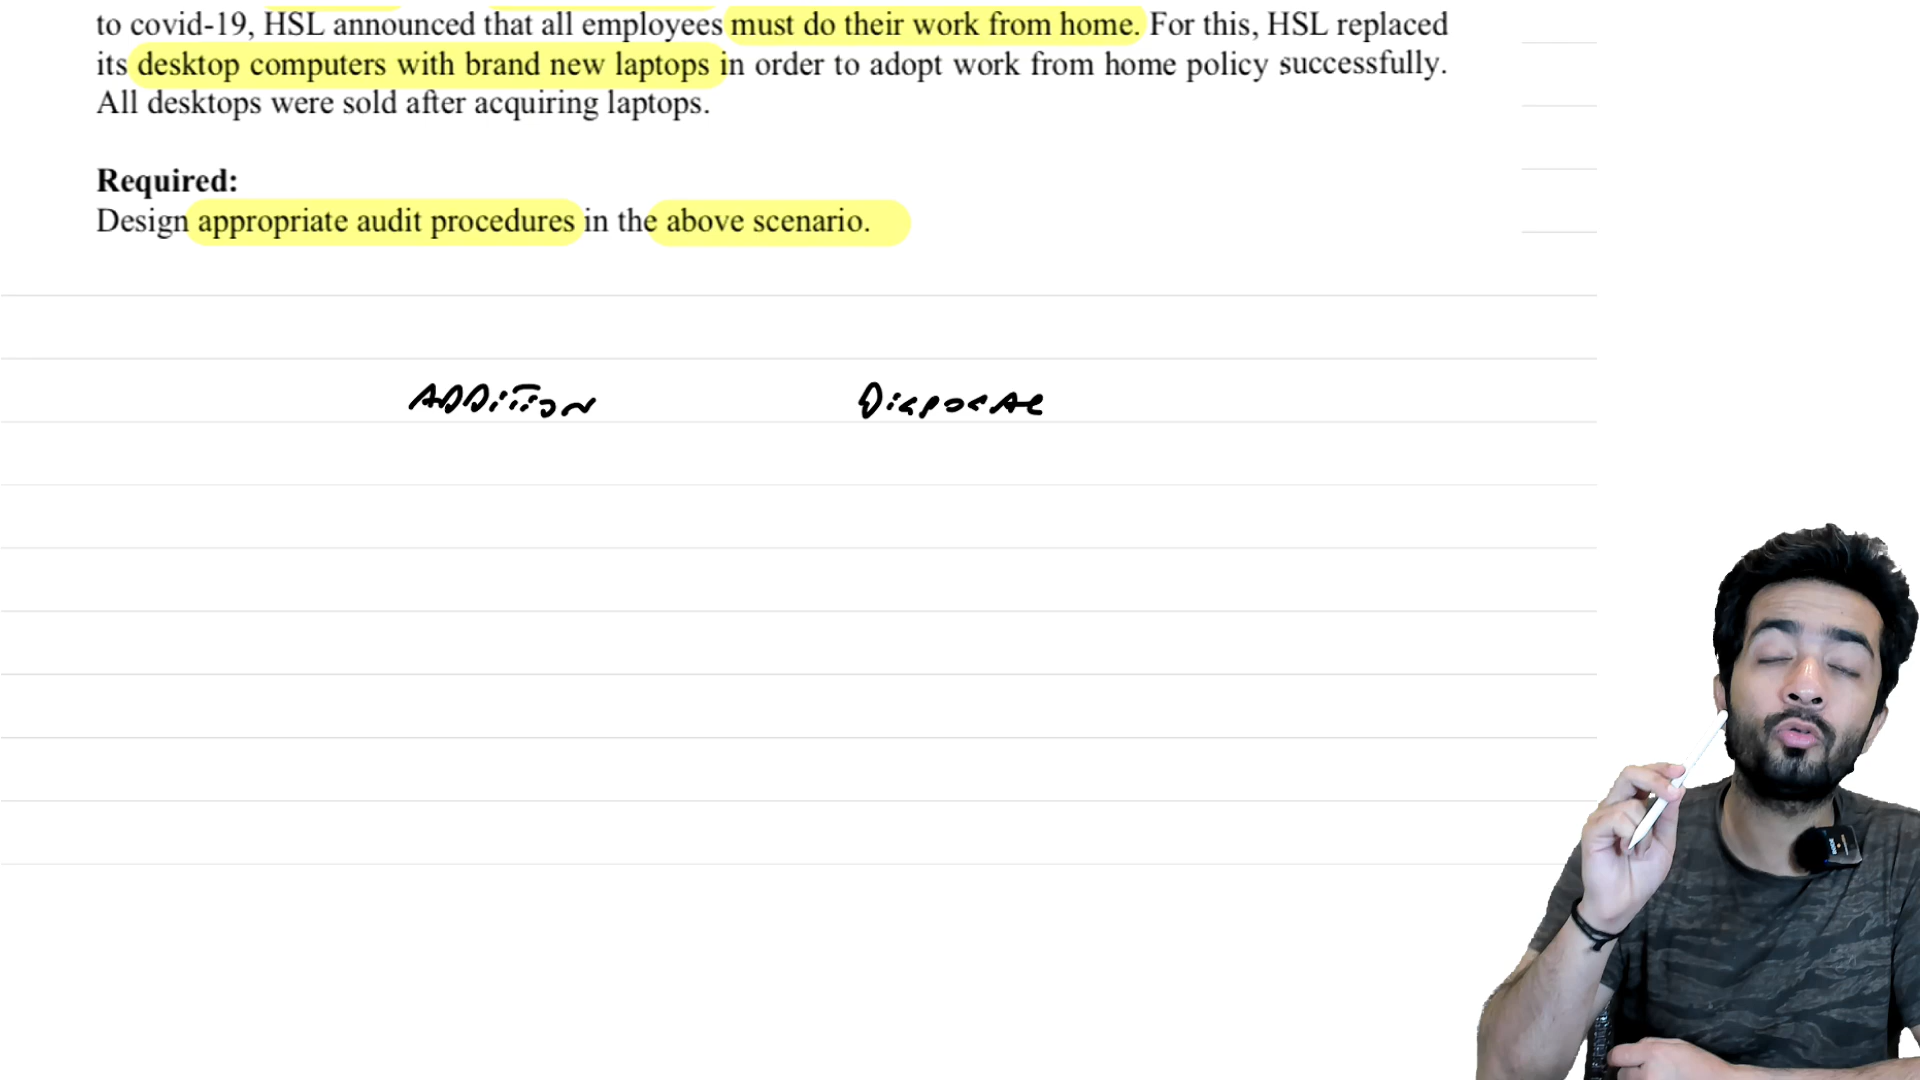 to covid-19, HSL announced that all employees must do their work from home. For this, HSL replaced
its desktop computers with brand new laptops in order to adopt work from home policy successfully.
All desktops were sold after acquiring laptops.
Required:
Design appropriate audit procedures in the above scenario.
ADDITION DISPOSAL